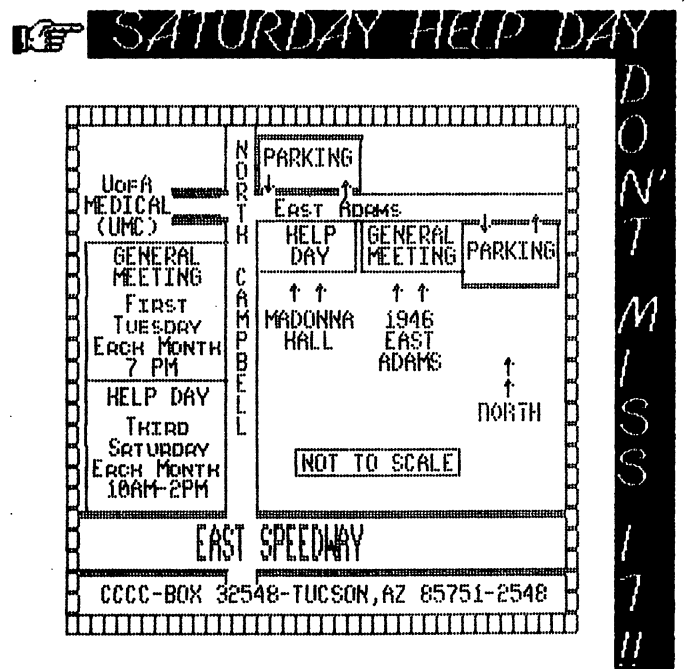 SATURDAY HELP DAY
DON'T MISS IT!!
NORTH CAMPBELL
PARKING
UOFA
MEDICAL
(UMC)
EAST ADAMS
HELP
DAY
GENERAL
MEETING
PARKING
GENERAL
MEETING
FIRST
TUESDAY
EACH MONTH
7 PM
MADONNA
HALL
1946
EAST
ADAMS
NORTH
HELP DAY
THIRD
SATURDAY
EACH MONTH
10AM-2PM
NOT TO SCALE
EAST SPEEDWAY
CCCC-BOX 32548-TUCSON,AZ 85751-2548